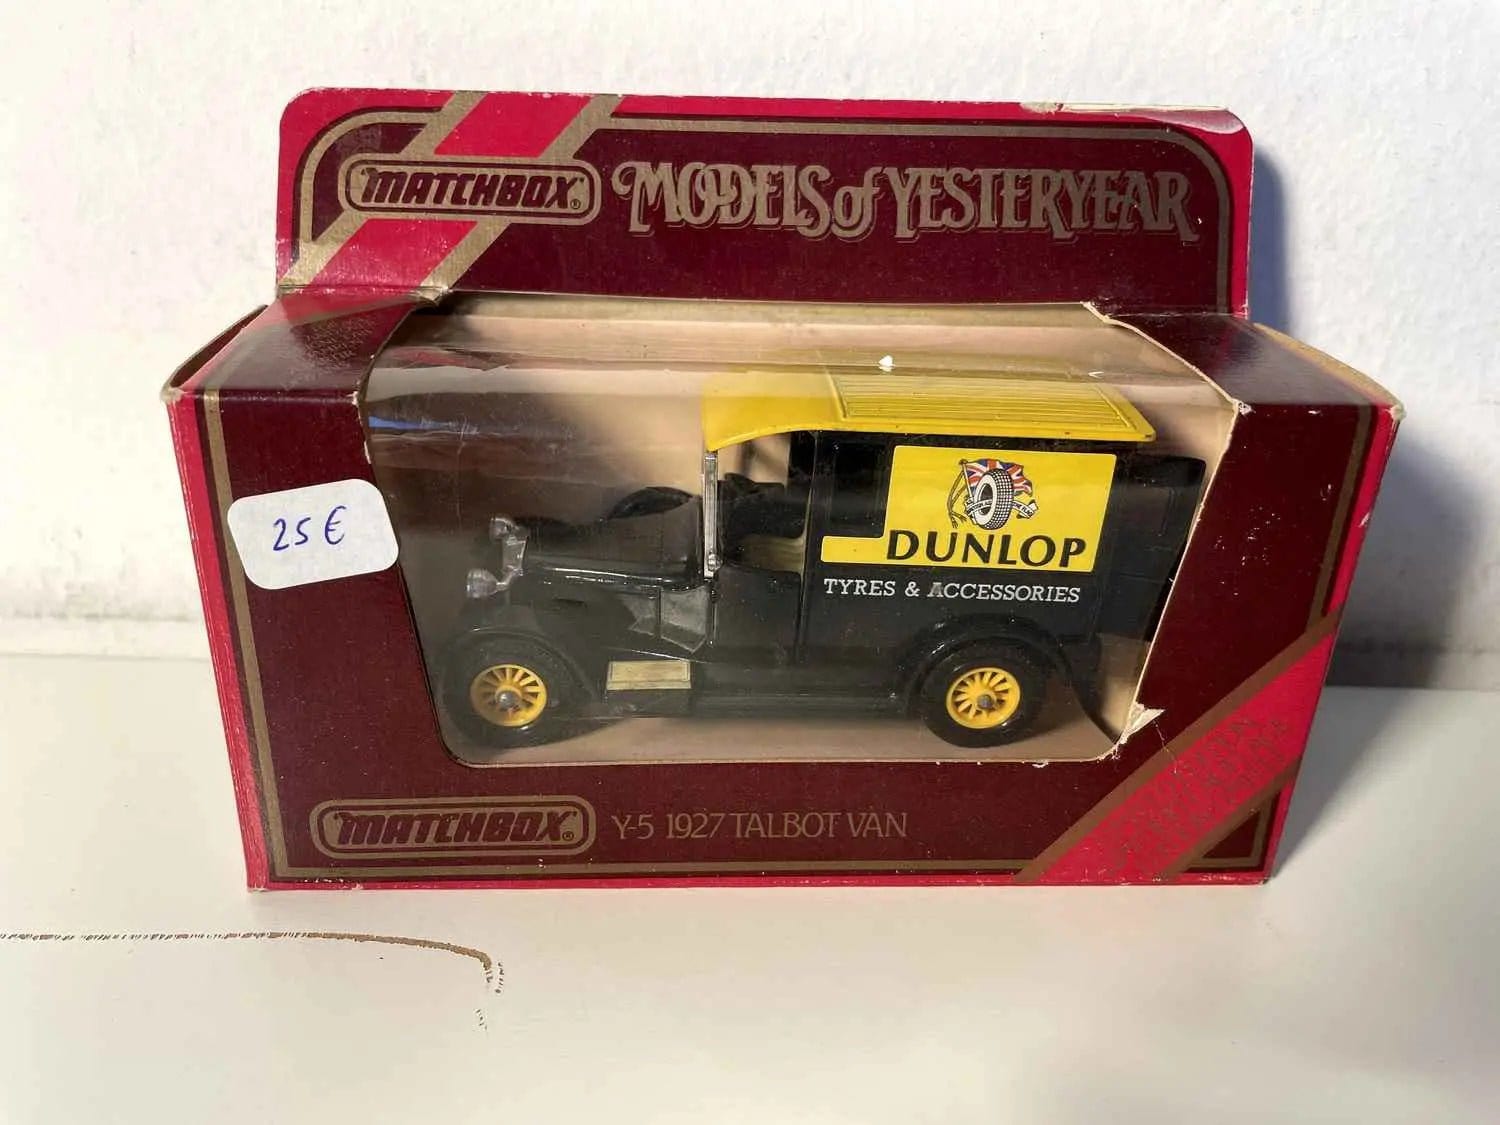 MATCHBOX®
MODELS of YESTERYEAR
25 €
DUNLOP
TYRES & ACCESSORIES
MATCHBOX®
Y-5 1927 TALBOT VAN